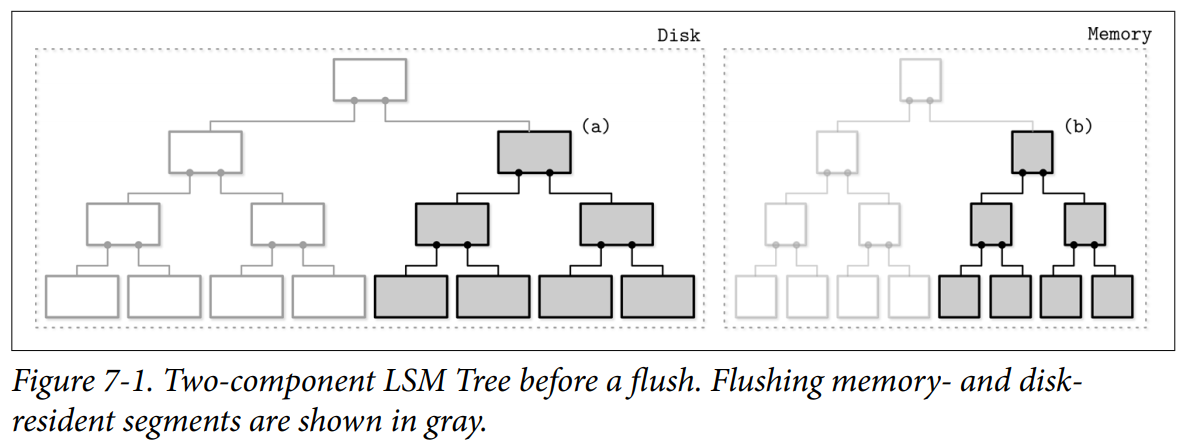 Disk
Memory
(a)
(b)
Figure 7-1. Two-component LSM Tree before a flush. Flushing memory- and disk-
resident segments are shown in gray.